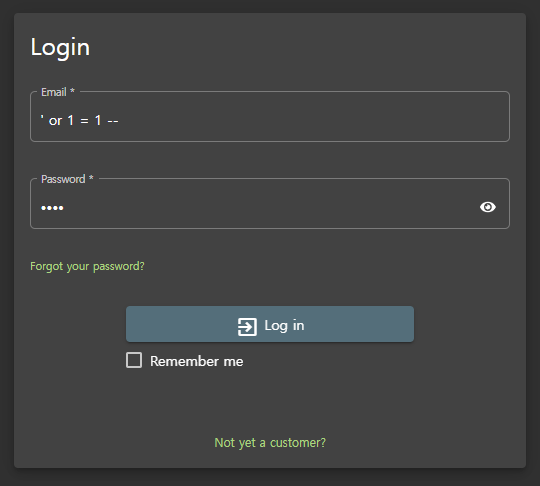 Login
Email *
' or 1 = 1 --
Password *
••••
Forgot your password?
Log in
Remember me
Not yet a customer?